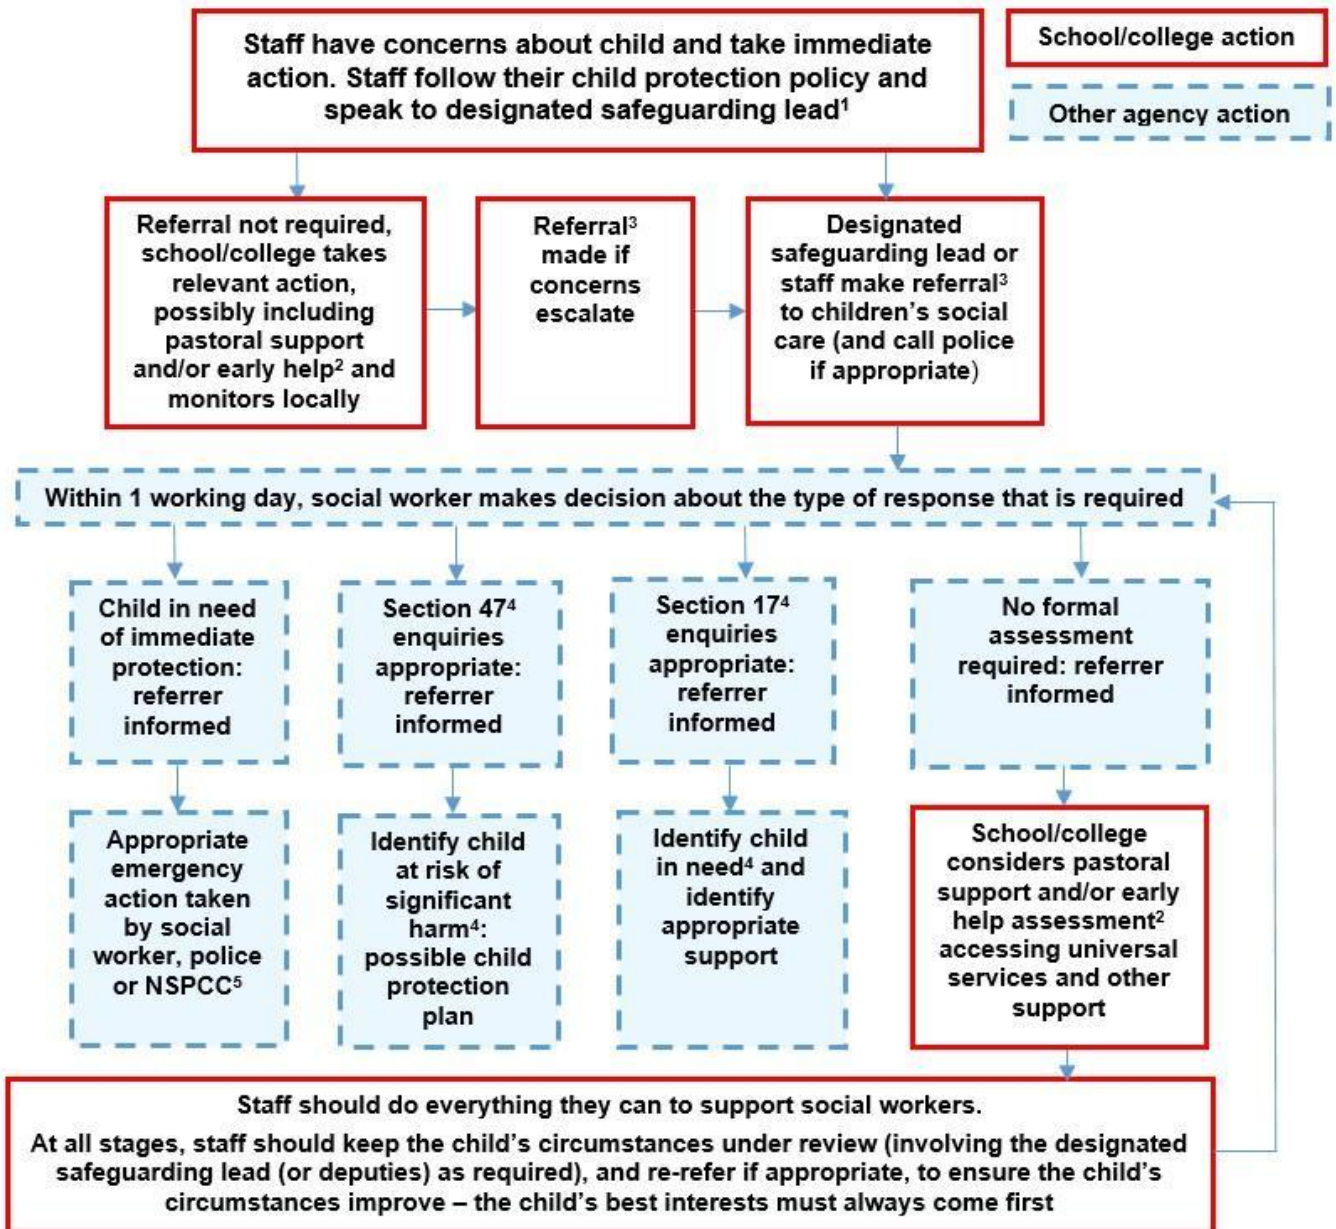 Staff have concerns about child and take immediate
action. Staff follow their child protection policy and
speak to designated safeguarding lead¹
School/college action
Other agency action
Referral not required,
school/college takes
relevant action,
possibly including
pastoral support
and/or early help² and
monitors locally
Referral³
made if
concerns
escalate
Designated
safeguarding lead or
staff make referral³
to children’s social
care (and call police
if appropriate)
Within 1 working day, social worker makes decision about the type of response that is required
Child in need
of immediate
protection:
referrer
informed
Section 47⁴
enquiries
appropriate:
referrer
informed
Section 17⁴
enquiries
appropriate:
referrer
informed
No formal
assessment
required: referrer
informed
Appropriate
emergency
action taken
by social
worker, police
or NSPCC⁵
Identify child
at risk of
significant
harm⁴:
possible child
protection
plan
Identify child
in need⁴ and
identify
appropriate
support
School/college
considers pastoral
support and/or early
help assessment²
accessing universal
services and other
support
Staff should do everything they can to support social workers.
At all stages, staff should keep the child’s circumstances under review (involving the designated
safeguarding lead (or deputies) as required), and re-refer if appropriate, to ensure the child’s
circumstances improve – the child’s best interests must always come first